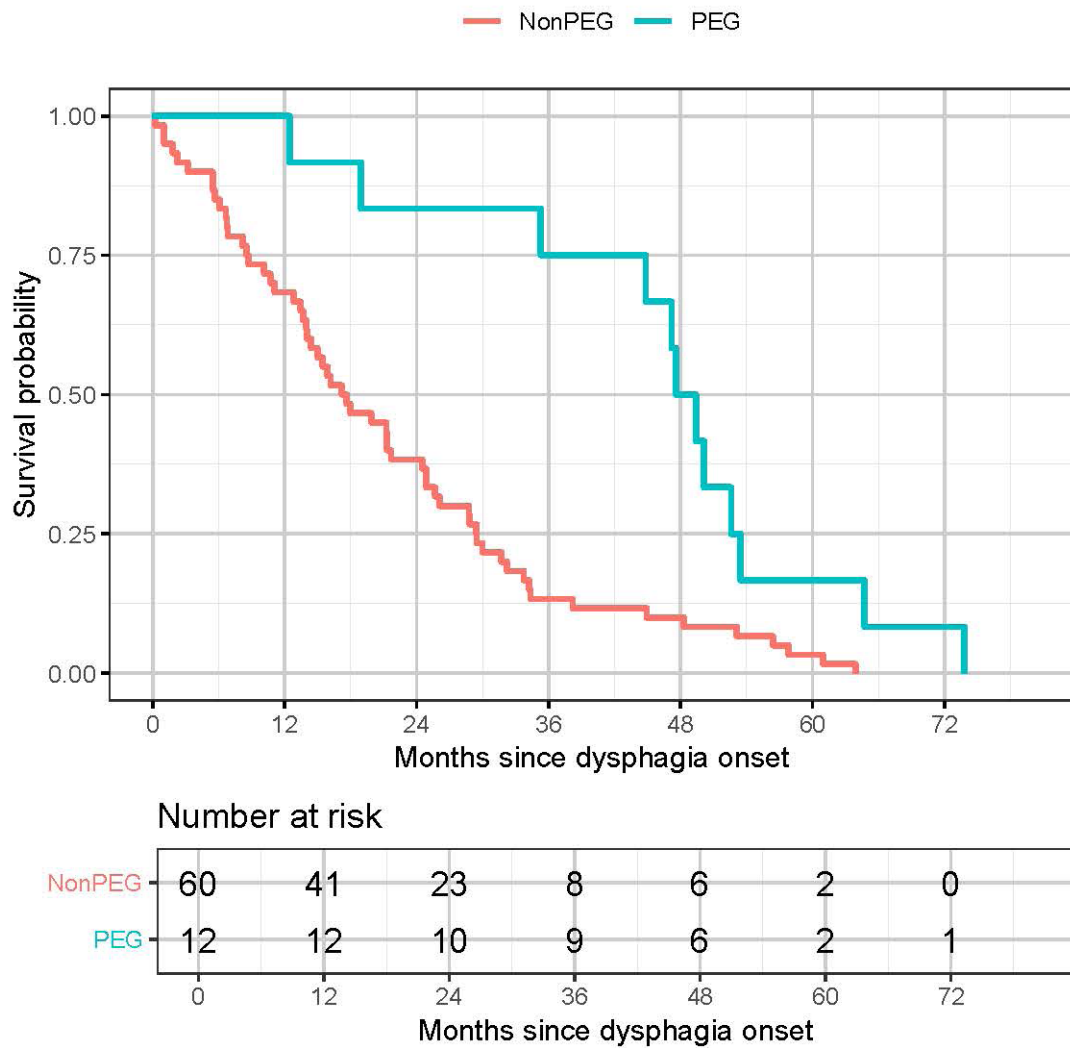 NonPEG PEG
1.00
0.75
0.50
0.25
0.00
Survival probability
0 12 24 36 48 60 72
Months since dysphagia onset
Number at risk
NonPEG 60 41 23 8 6 2 0
PEG 12 12 10 9 6 2 1
0 12 24 36 48 60 72
Months since dysphagia onset